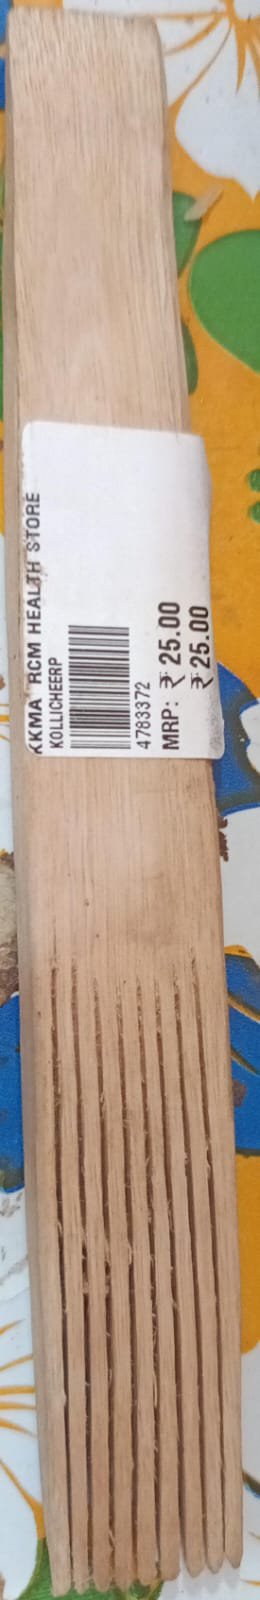 KKMA RCM HEALTH STORE
KOLLICHEERP
4783372
MRP: ₹ 25.00
₹ 25.00